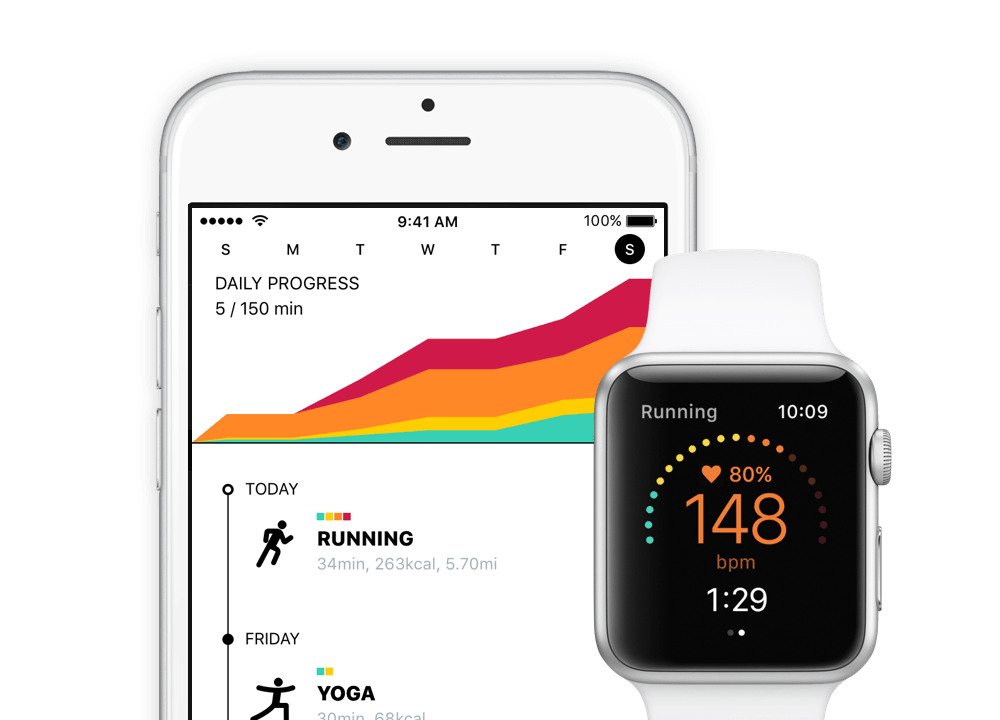 9:41 AM 100%
S M T W T F S
DAILY PROGRESS
5 / 150 min
TODAY
RUNNING
34min, 263kcal, 5.70mi
FRIDAY
YOGA
30min, 68kcal
Running 10:09
80%
148
bpm
1:29